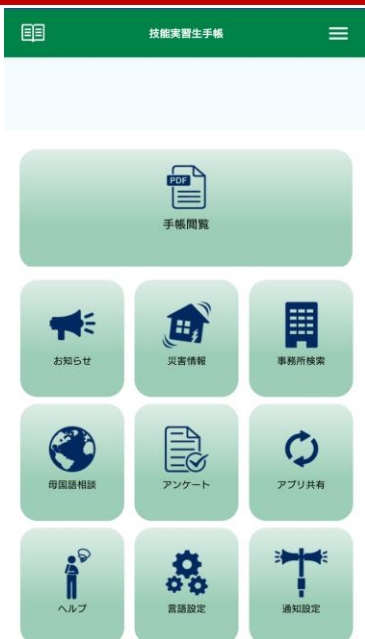 技能実習生手帳
PDF
手帳閲覧
お知らせ
災害情報
事務所検索
母国語相談
アンケート
アプリ共有
ヘルプ
言語設定
通知設定